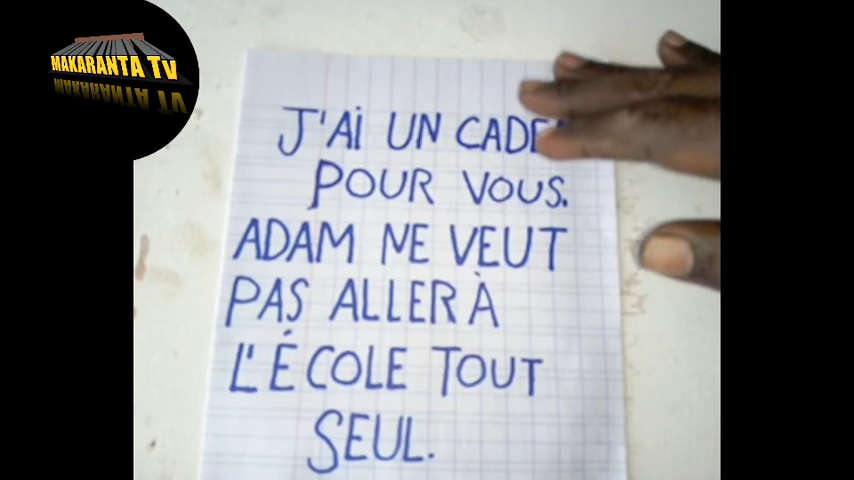 MAKARANTA TV
J'Ai UN
POUR VOUS.
ADAM NE VEUT
PAS ALLER À
L'ÉCOLE TOUT
SEUL.